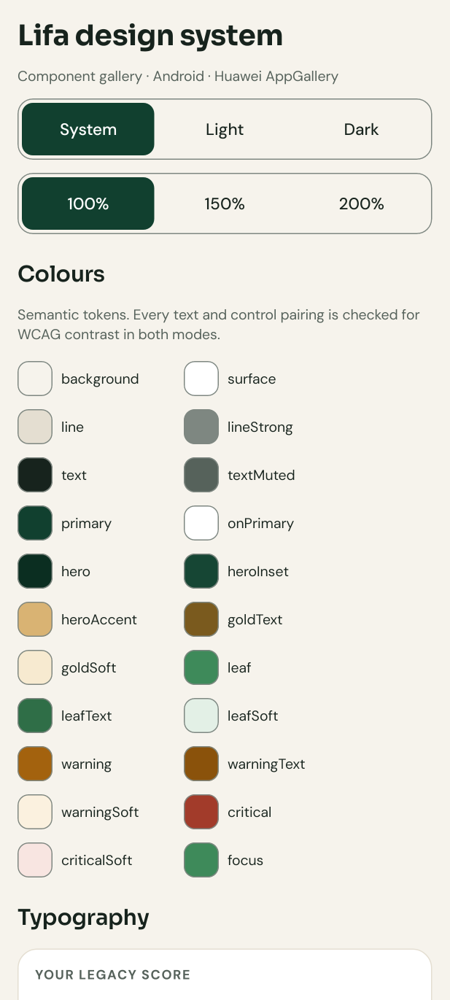 Lifa design system
Component gallery · Android · Huawei AppGallery
System Light Dark
100% 150% 200%
Colours
Semantic tokens. Every text and control pairing is checked for
WCAG contrast in both modes.
background surface
line lineStrong
text textMuted
primary onPrimary
hero heroInset
heroAccent goldText
goldSoft leaf
leafText leafSoft
warning warningText
warningSoft critical
criticalSoft focus
Typography
YOUR LEGACY SCORE